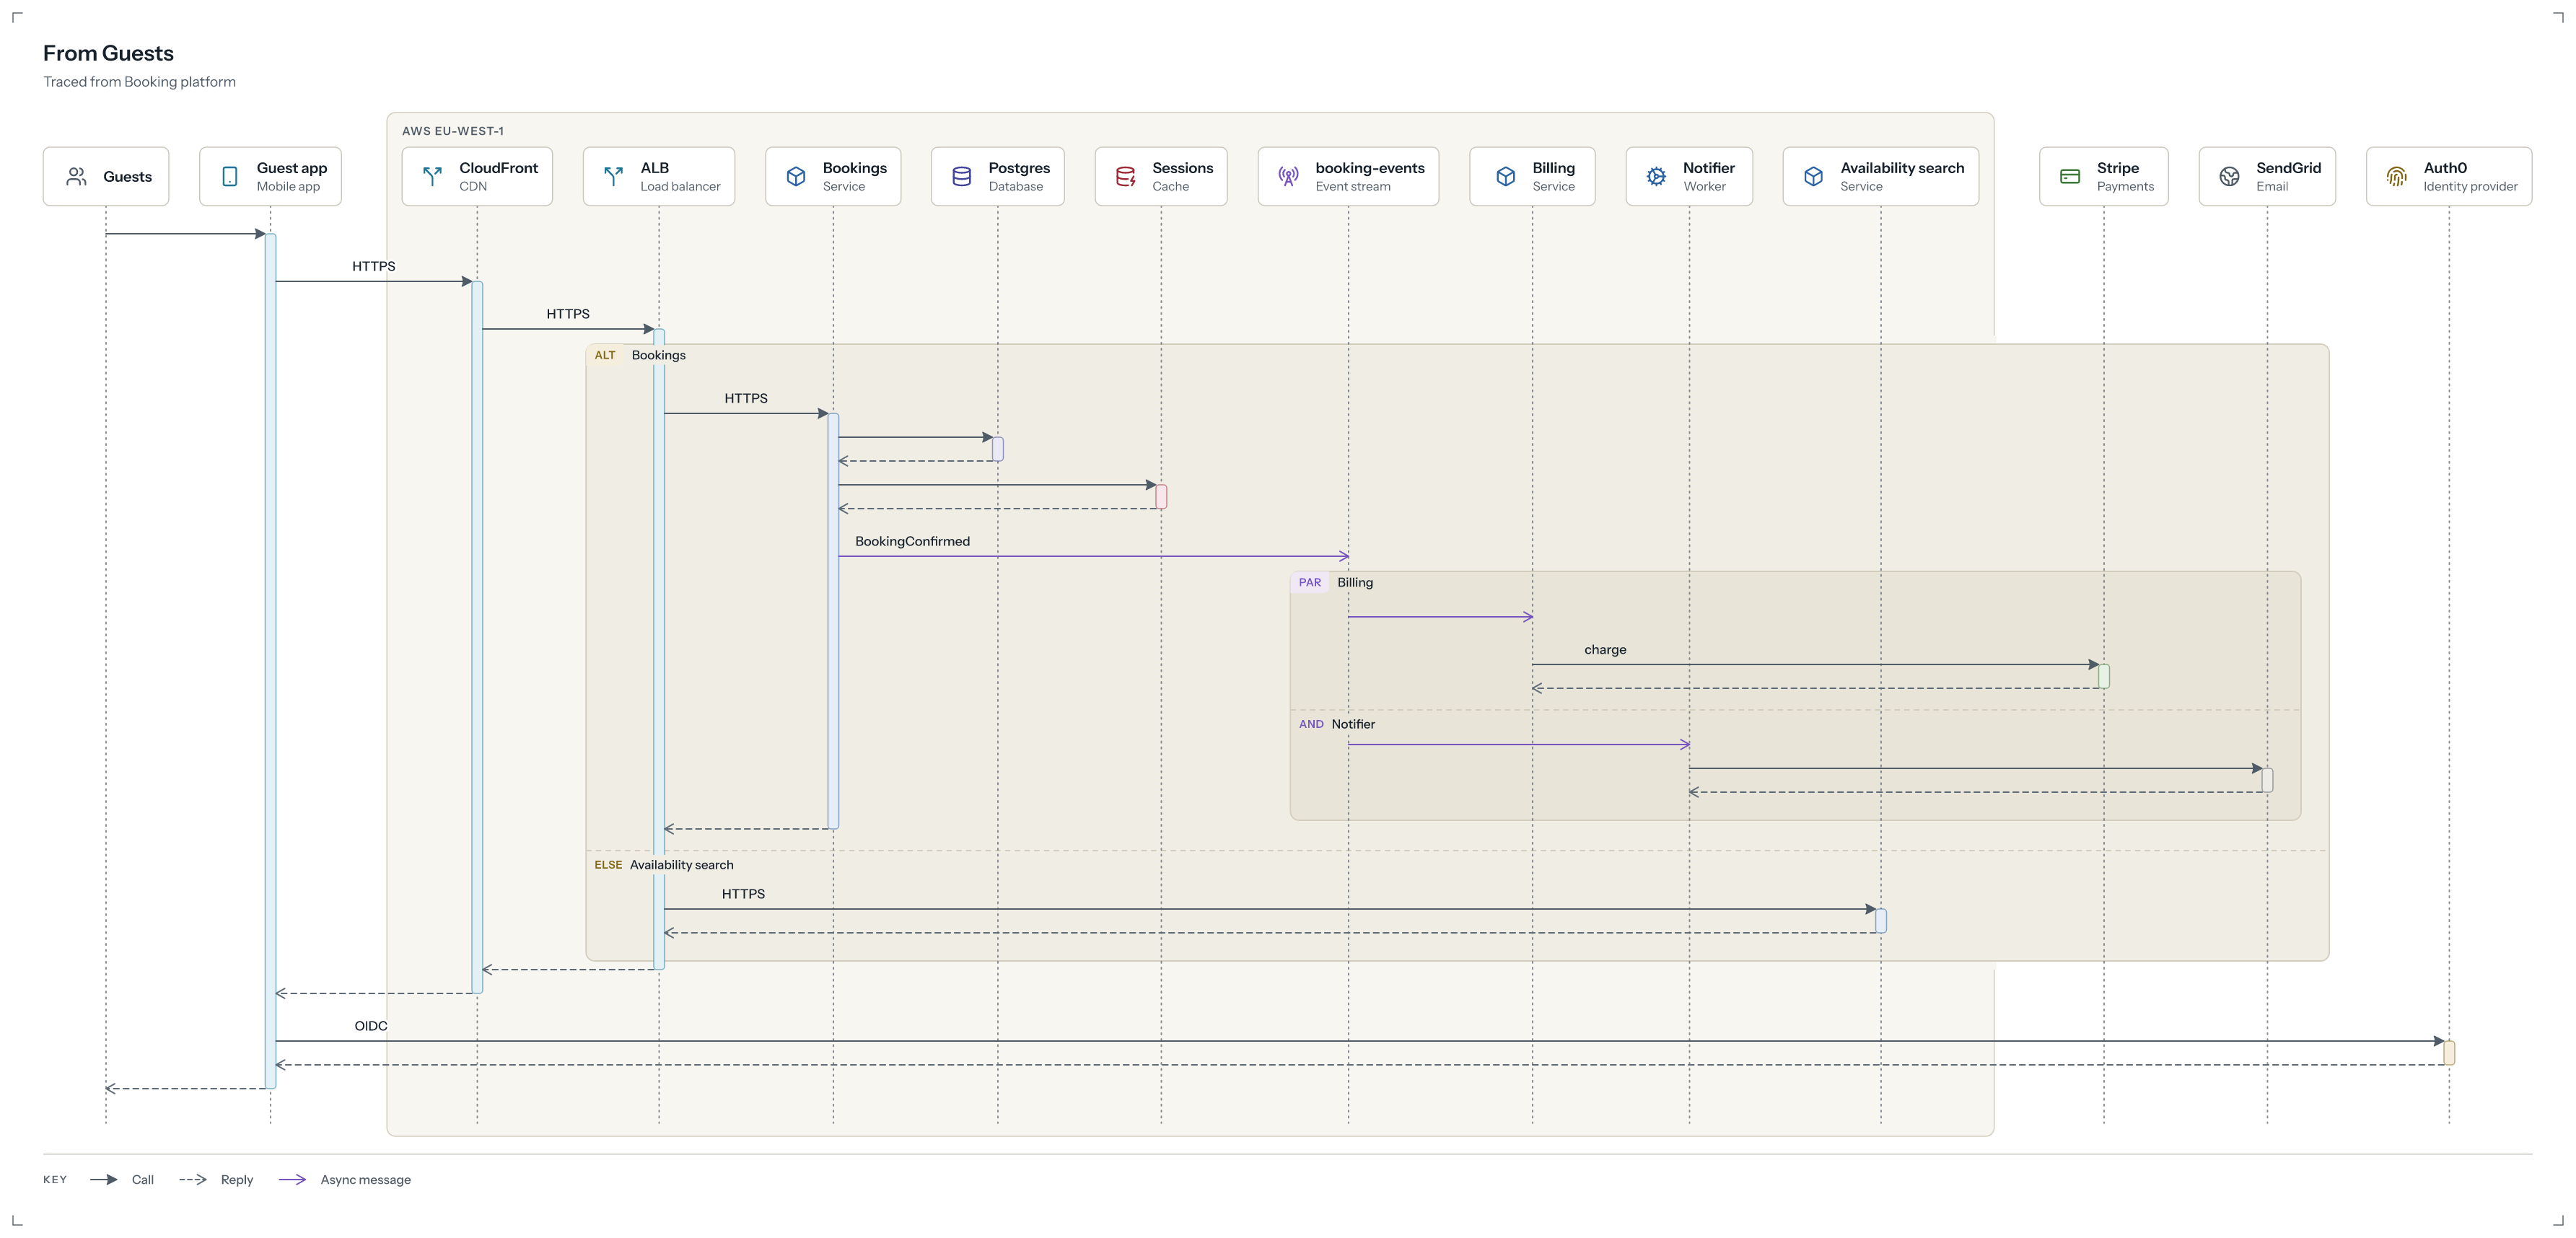 From Guests
Traced from Booking platform
AWS EU-WEST-1
Guests
Guest app
Mobile app
CloudFront
CDN
ALB
Load balancer
Bookings
Service
Postgres
Database
Sessions
Cache
booking-events
Event stream
Billing
Service
Notifier
Worker
Availability search
Service
Stripe
Payments
SendGrid
Email
Auth0
Identity provider
HTTPS
HTTPS
ALT Bookings
HTTPS
BookingConfirmed
PAR Billing
charge
AND Notifier
ELSE Availability search
HTTPS
OIDC
KEY Call Reply Async message